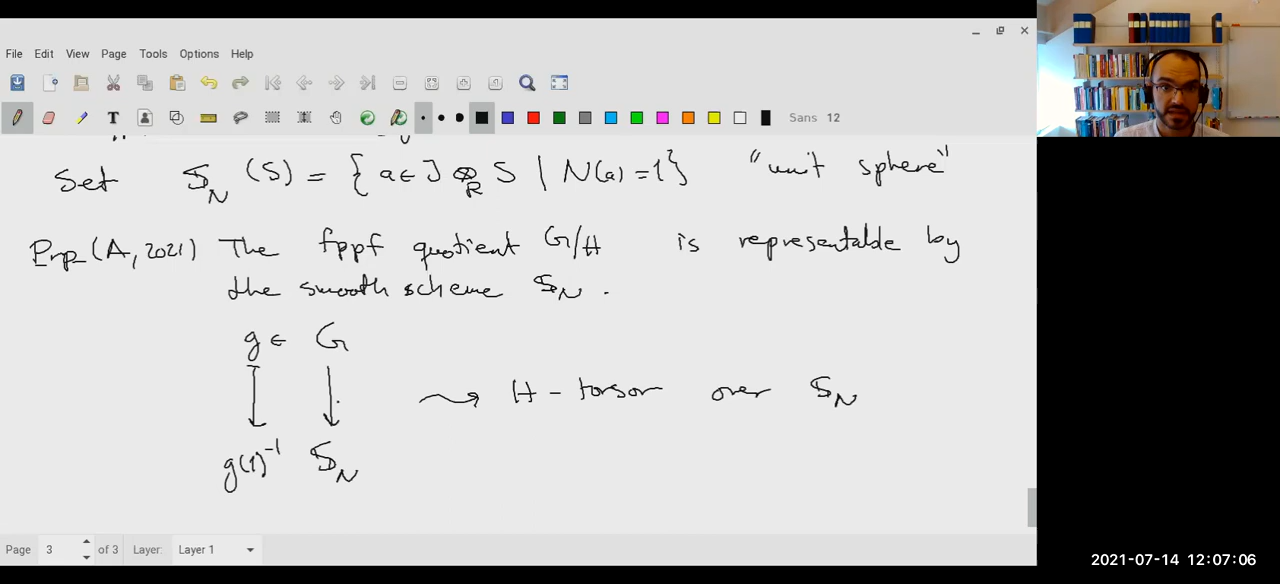 File Edit View Page Tools Options Help
Sans 12
Set 𝕊_N (S) = { a ∈ J ⊗_R S | N(a) = 1 } "unit sphere"
Prp (A, 2021) The fppf quotient G/H is representable by
the smooth scheme 𝕊_N .
g ∈ G
⇝ H - torsor over 𝕊_N
g(1)⁻¹ 𝕊_N
Page 3 of 3 Layer: Layer 1
2021-07-14 12:07:06